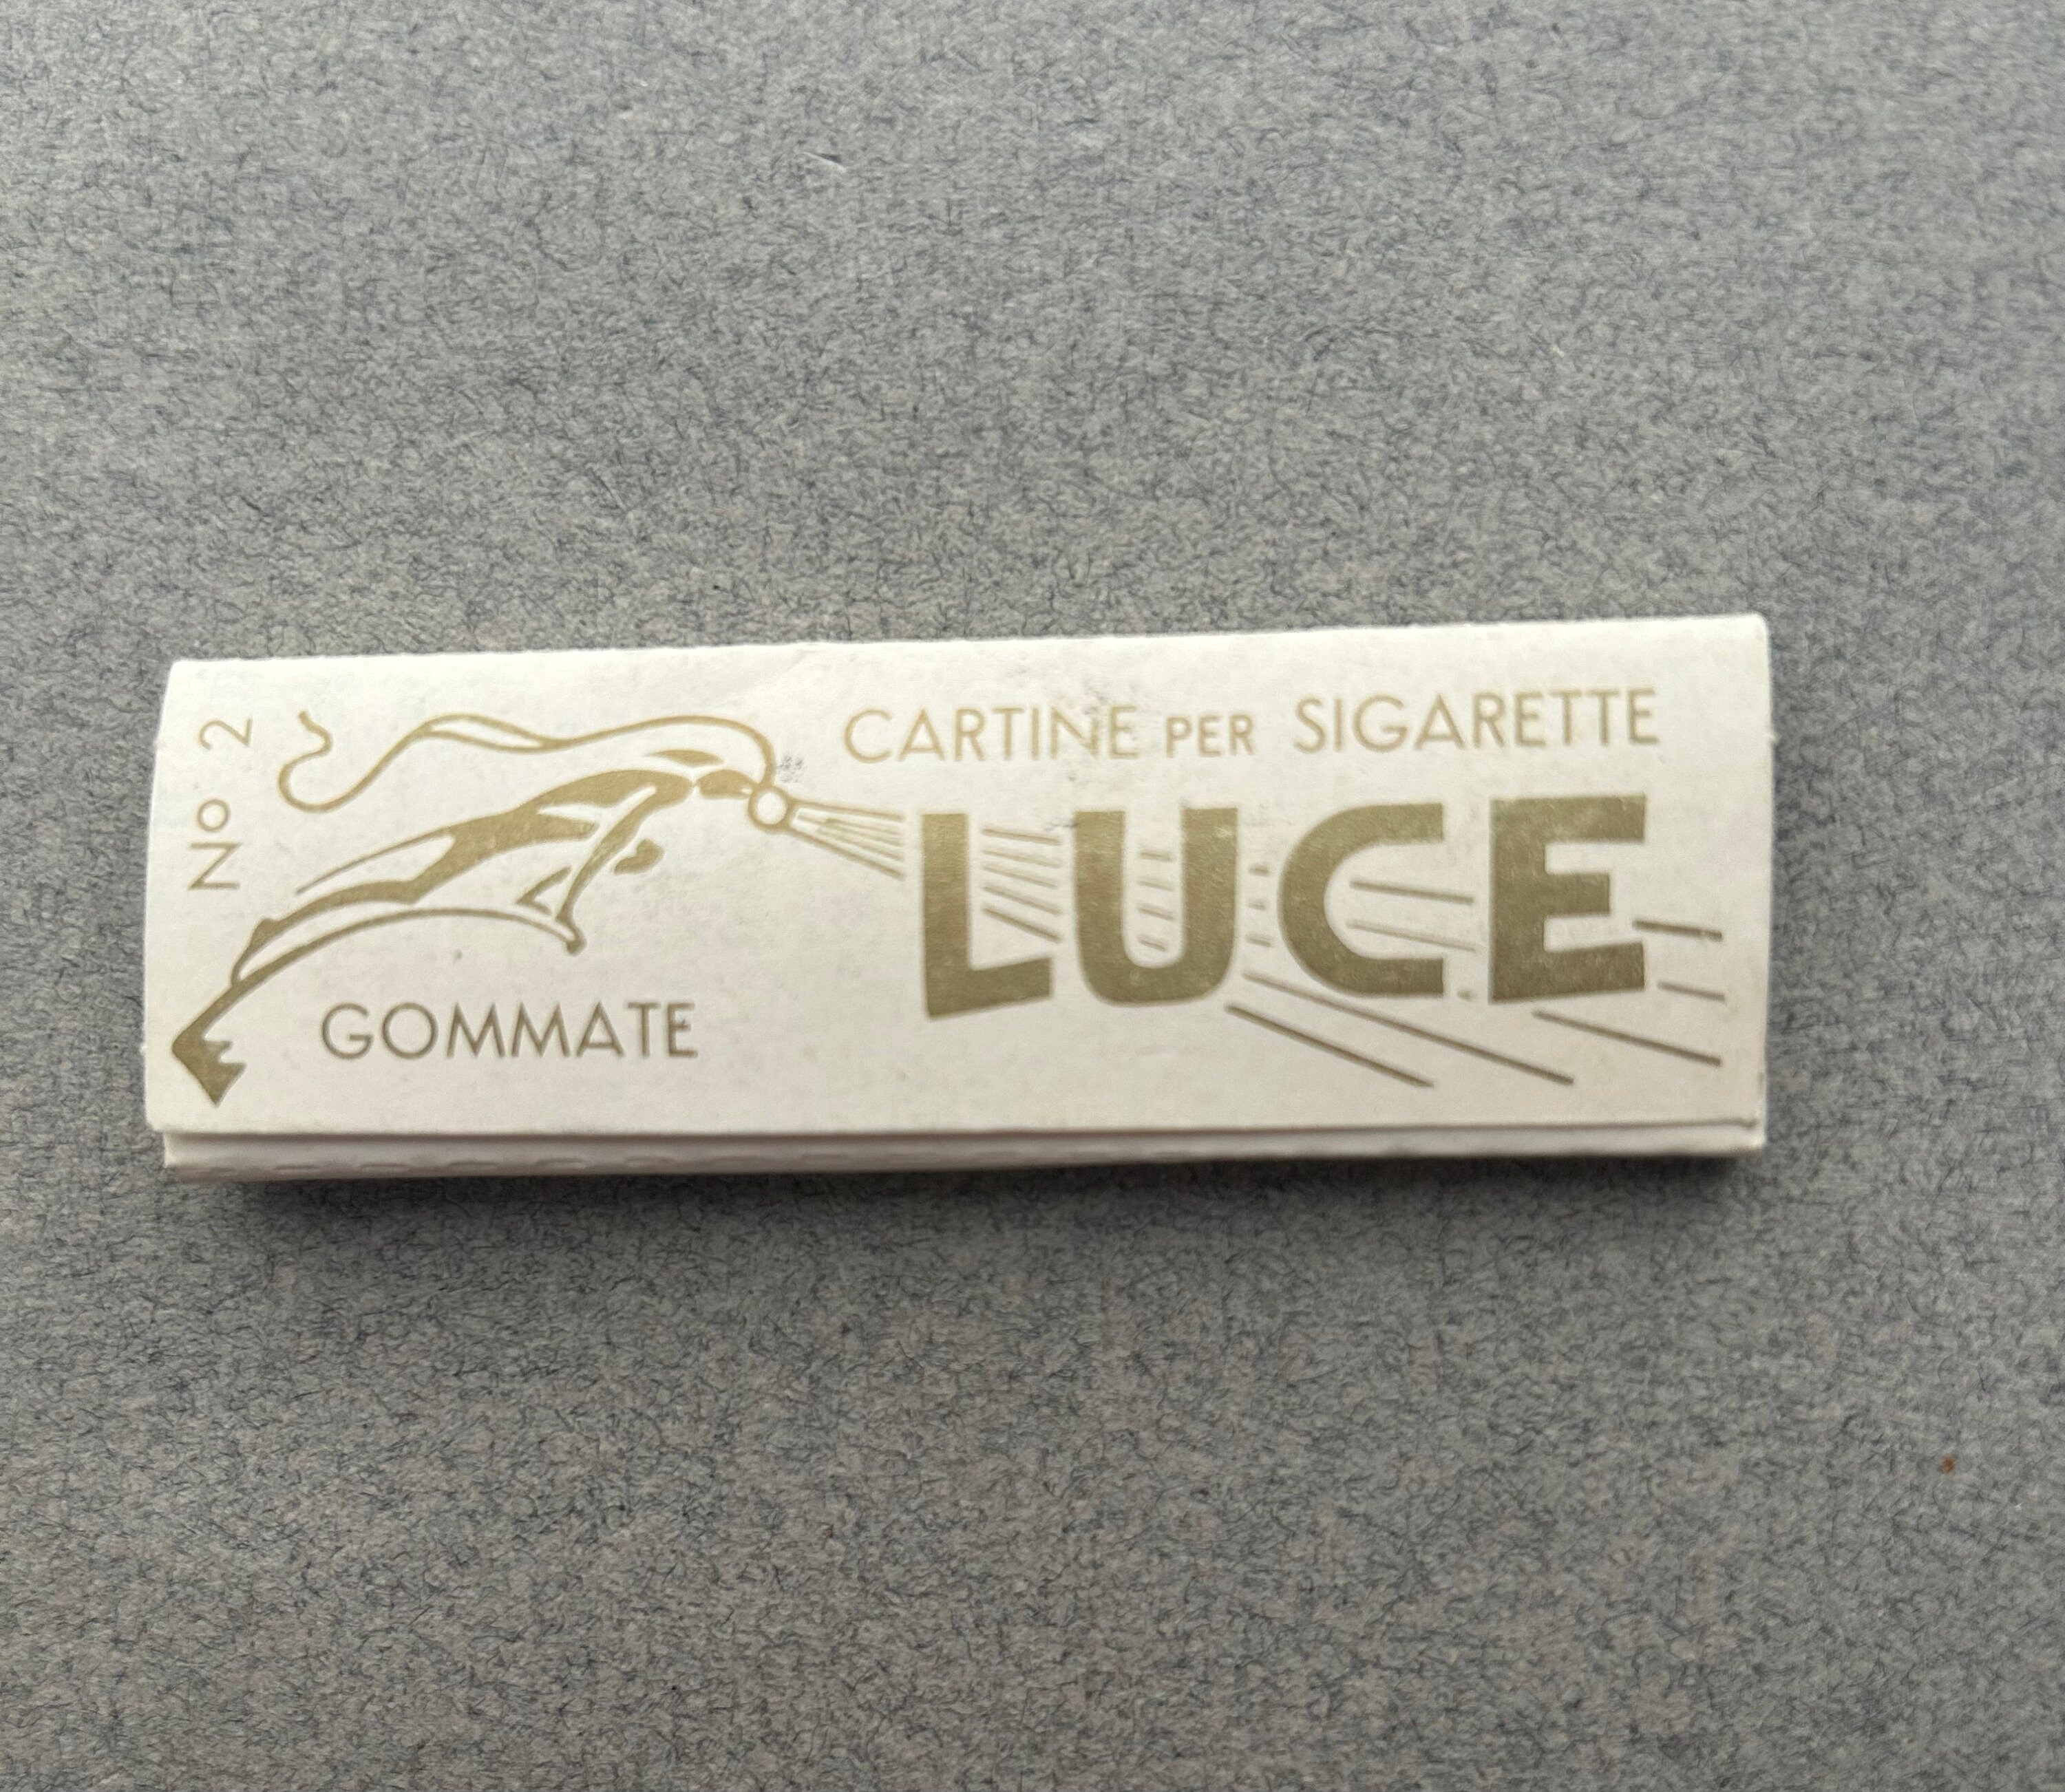 No 2
CARTINE PER SIGARETTE
LUCE
GOMMATE